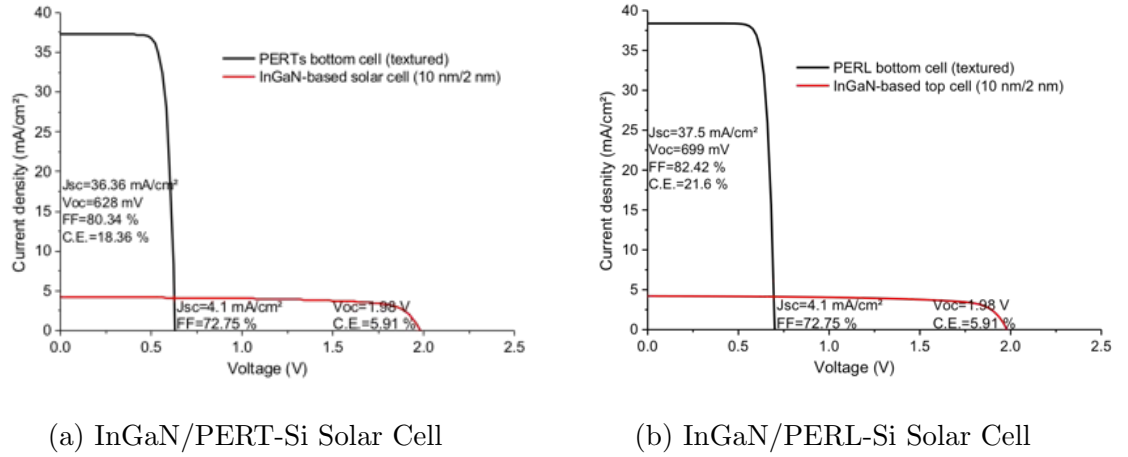 40
35
30
25
20
15
10
5
0
Current density (mA/cm²)
PERTs bottom cell (textured)
InGaN-based solar cell (10 nm/2 nm)
Jsc=36.36 mA/cm²
Voc=628 mV
FF=80.34 %
C.E.=18.36 %
Jsc=4.1 mA/cm² Voc=1.98 V
FF=72.75 % C.E.=5.91 %
0.0 0.5 1.0 1.5 2.0 2.5
Voltage (V)
(a) InGaN/PERT-Si Solar Cell
40
35
30
25
20
15
10
5
0
Current desnity (mA/cm²)
PERL bottom cell (textured)
InGaN-based top cell (10 nm/2 nm)
Jsc=37.5 mA/cm²
Voc=699 mV
FF=82.42 %
C.E.=21.6 %
Jsc=4.1 mA/cm² Voc=1.98 V
FF=72.75 % C.E.=5.91 %
0.0 0.5 1.0 1.5 2.0 2.5
Voltage (V)
(b) InGaN/PERL-Si Solar Cell